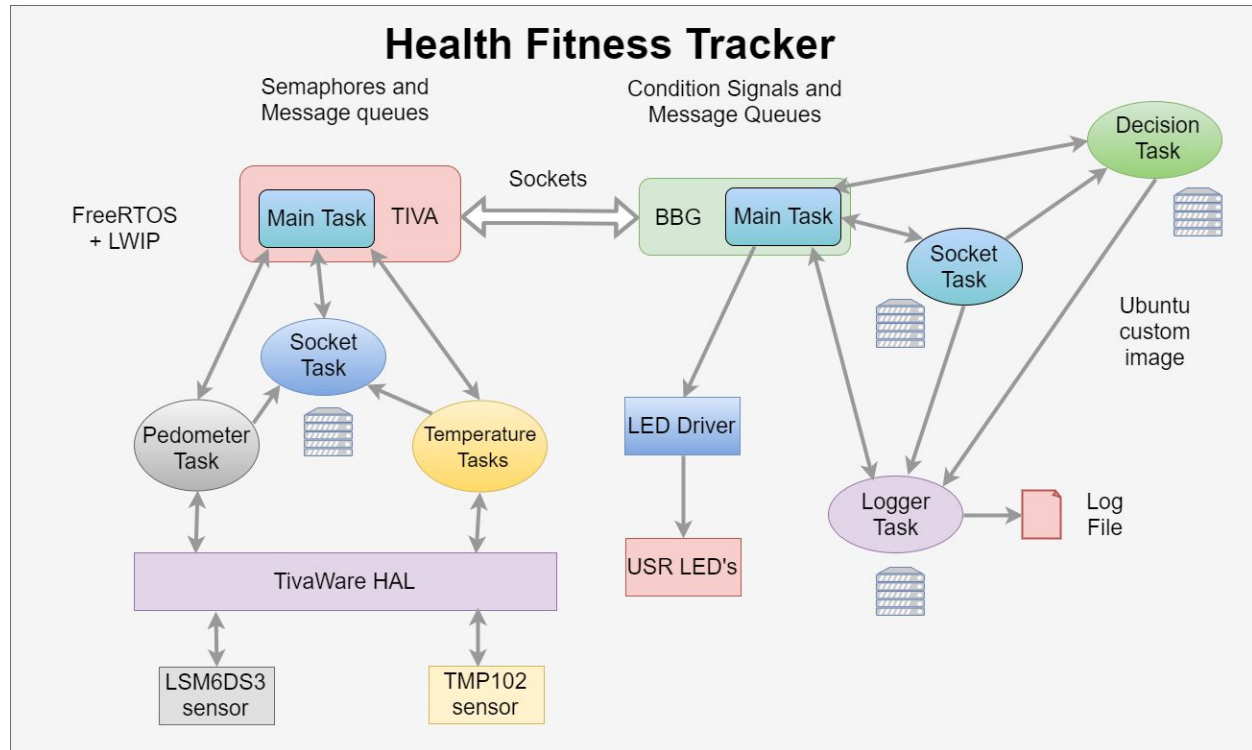 Health Fitness Tracker
Semaphores and
Message queues
Condition Signals and
Message Queues
Decision
Task
FreeRTOS
+ LWIP
Main Task
TIVA
Sockets
BBG
Main Task
Socket
Task
Socket
Task
Ubuntu
custom
image
Pedometer
Task
Temperature
Tasks
LED Driver
Logger
Task
Log
File
TivaWare HAL
USR LED's
LSM6DS3
sensor
TMP102
sensor